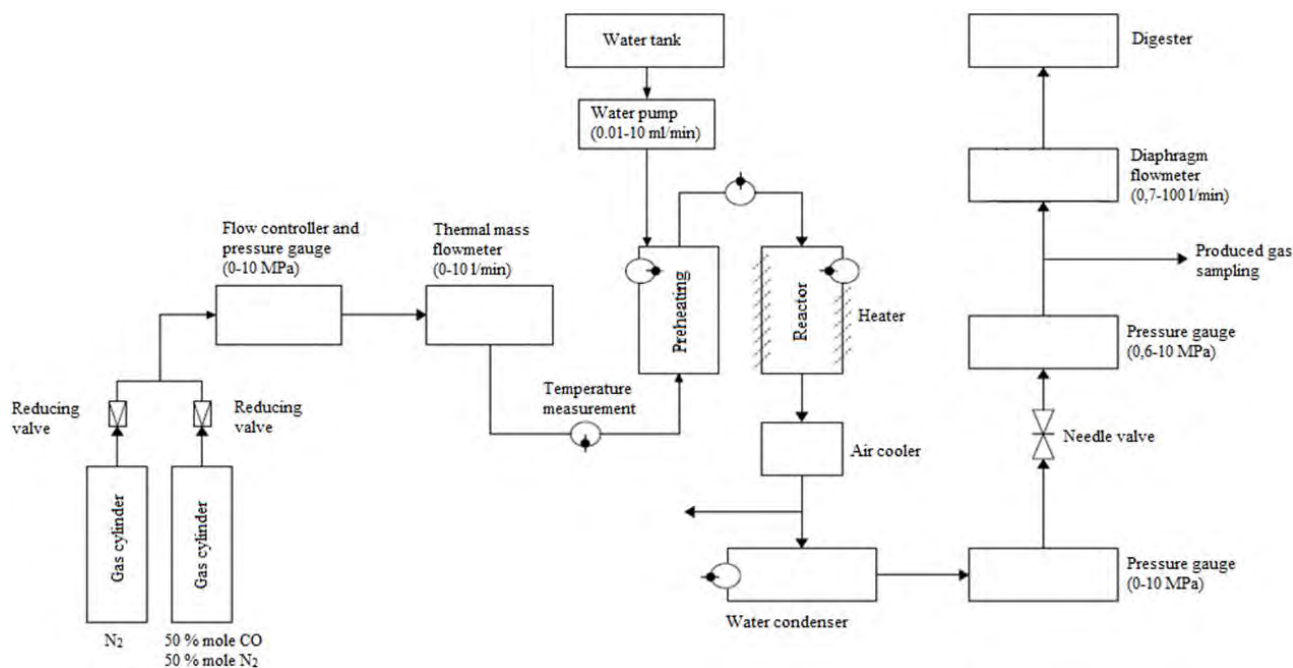 Water tank
Water pump
(0.01-10 ml/min)
Digester
Diaphragm
flowmeter
(0,7-100 l/min)
Produced gas
sampling
Flow controller and
pressure gauge
(0-10 MPa)
Thermal mass
flowmeter
(0-10 l/min)
Preheating
Reactor
Heater
Pressure gauge
(0,6-10 MPa)
Temperature
measurement
Reducing
valve
Reducing
valve
Air cooler
Needle valve
Gas cylinder
Gas cylinder
Pressure gauge
(0-10 MPa)
Water condenser
N₂
50 % mole CO
50 % mole N₂